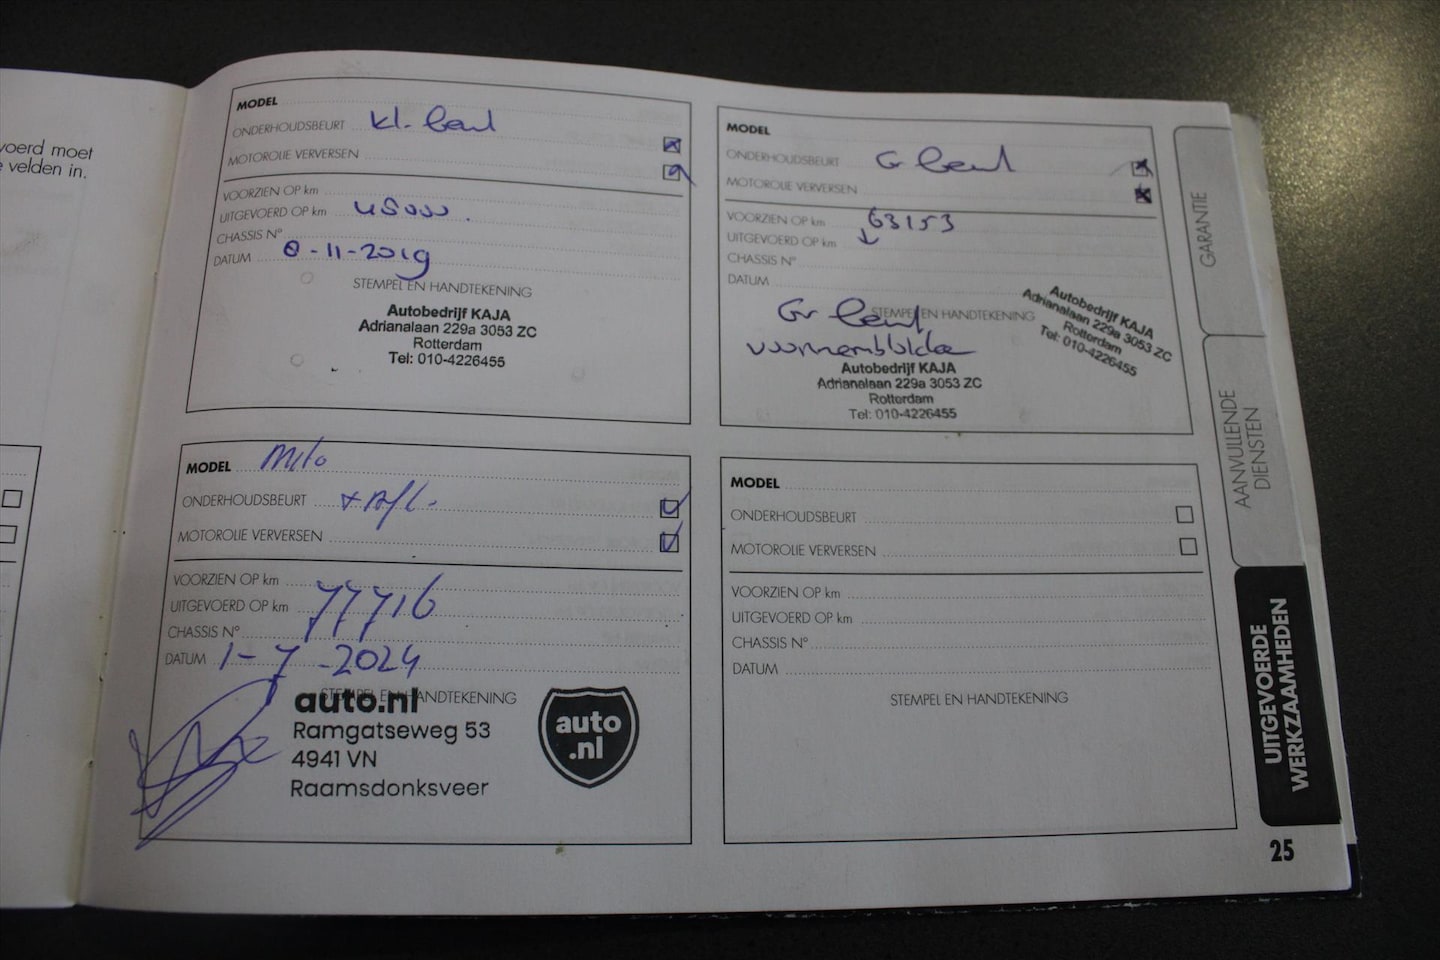 voerd moet
velden in.
MODEL
ONDERHOUDSBEURT kl. beurt
MOTOROLIE VERVERSEN
VOORZIEN OP km
UITGEVOERD OP km
CHASSIS N°
DATUM 8-11-2019
STEMPEL EN HANDTEKENING
Autobedrijf KAJA
Adrianalaan 229a 3053 ZC
Rotterdam
Tel: 010-4226455
MODEL
ONDERHOUDSBEURT Gr beurt
MOTOROLIE VERVERSEN
VOORZIEN OP km 63153
UITGEVOERD OP km
CHASSIS N°
DATUM
STEMPEL EN HANDTEKENING
Gr beurt
Autobedrijf KAJA
Adrianalaan 229a 3053 ZC
Rotterdam
Tel: 010-4226455
Autobedrijf KAJA
Adrianalaan 229a 3053 ZC
Rotterdam
Tel: 010-4226455
MODEL Mito
ONDERHOUDSBEURT
MOTOROLIE VERVERSEN
VOORZIEN OP km
UITGEVOERD OP km 77716
CHASSIS N°
DATUM 1-7-2024
STEMPEL EN HANDTEKENING
auto.nl
Ramgatseweg 53
4941 VN
Raamsdonksveer
auto
.nl
MODEL
ONDERHOUDSBEURT
MOTOROLIE VERVERSEN
VOORZIEN OP km
UITGEVOERD OP km
CHASSIS N°
DATUM
STEMPEL EN HANDTEKENING
GARANTIE
AANVULLENDE
DIENSTEN
UITGEVOERDE
WERKZAAMHEDEN
25